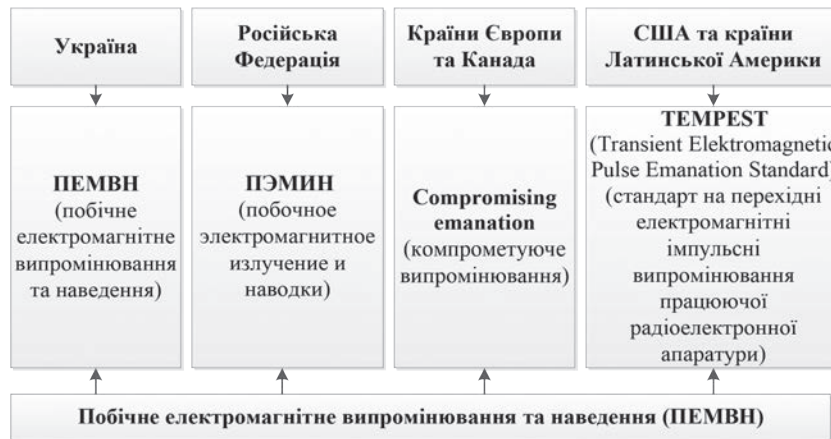 Україна
Російська
Федерація
Країни Європи
та Канада
США та країни
Латинської Америки
ПЕМВН
(побічне
електромагнітне
випромінювання
та наведення)
ПЭМИН
(побочное
электромагнитное
излучение и
наводки)
Compromising
emanation
(компрометуюче
випромінювання)
TEMPEST
(Transient Elektromagnetic
Pulse Emanation Standard)
(стандарт на перехідні
електромагнітні
імпульсні
випромінювання
працюючої
радіоелектронної
апаратури)
Побічне електромагнітне випромінювання та наведення (ПЕМВН)